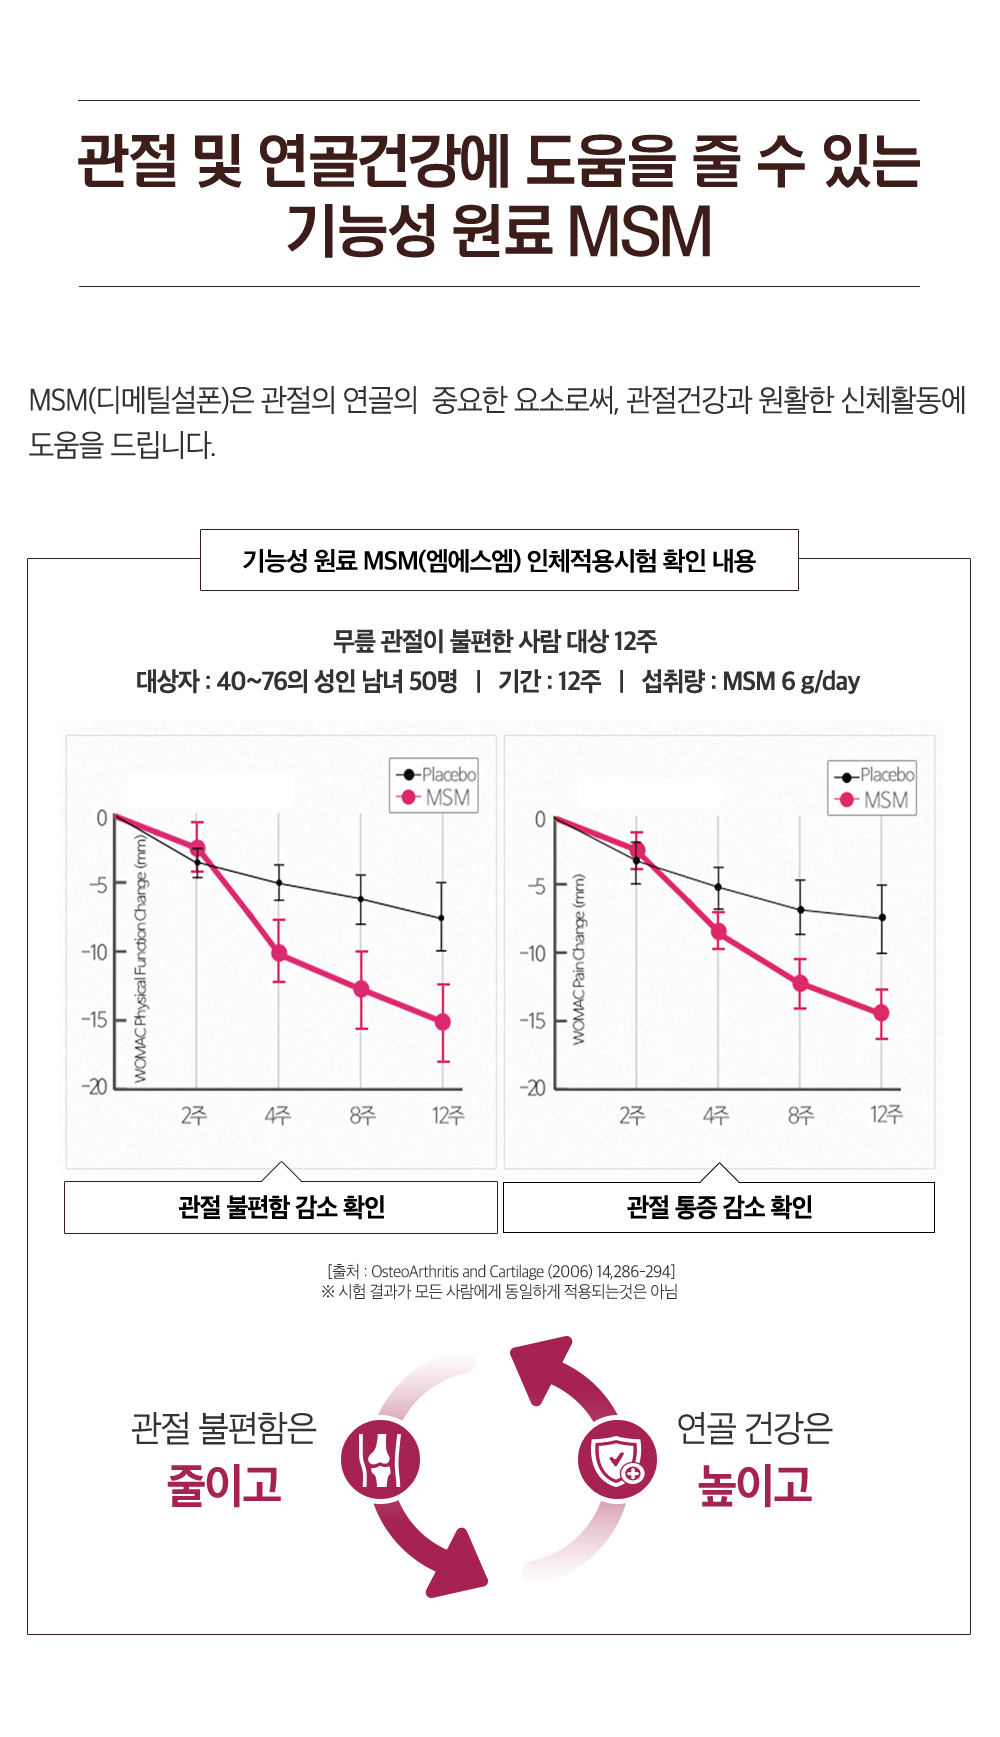 관절 및 연골건강에 도움을 줄 수 있는
기능성 원료 MSM
MSM(디메틸설폰)은 관절의 연골의 중요한 요소로써, 관절건강과 원활한 신체활동에
도움을 드립니다.
기능성 원료 MSM(엠에스엠) 인체적용시험 확인 내용
무릎 관절이 불편한 사람 대상 12주
대상자 : 40~76의 성인 남녀 50명 | 기간 : 12주 | 섭취량 : MSM 6 g/day
Placebo
MSM
0
-5
-10
-15
-20
WOMAC Physical Function Change (mm)
2주 4주 8주 12주
관절 불편함 감소 확인
Placebo
MSM
0
-5
-10
-15
-20
WOMAC Pain Change (mm)
2주 4주 8주 12주
관절 통증 감소 확인
[출처 : OsteoArthritis and Cartilage (2006) 14,286-294]
※ 시험 결과가 모든 사람에게 동일하게 적용되는것은 아님
관절 불편함은
줄이고
연골 건강은
높이고